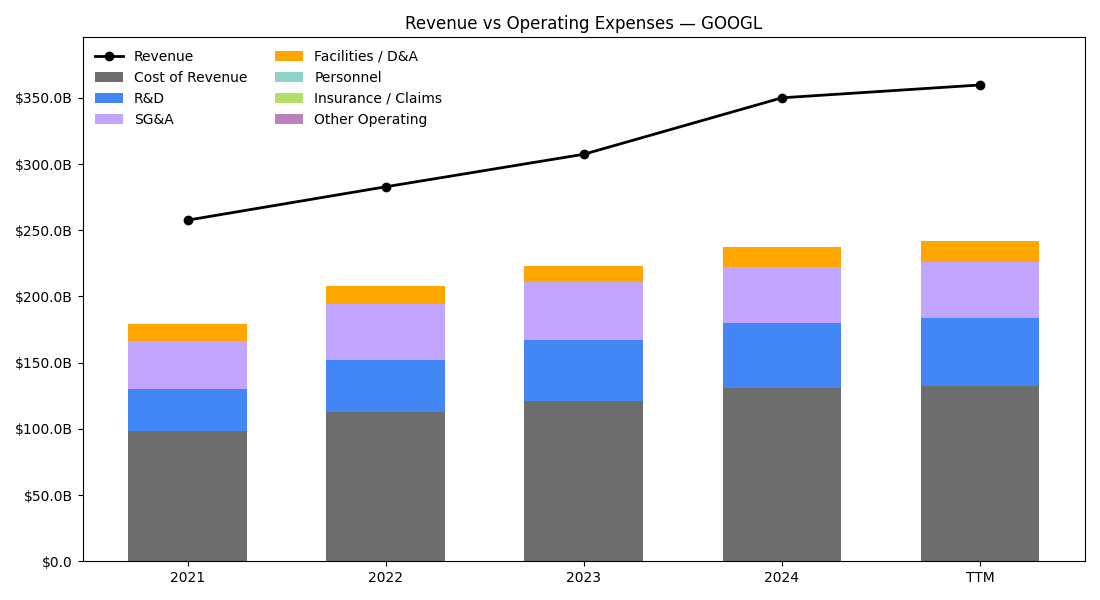 Revenue vs Operating Expenses — GOOGL
Revenue
Cost of Revenue
R&D
SG&A
Facilities / D&A
Personnel
Insurance / Claims
Other Operating
$350.0B
$300.0B
$250.0B
$200.0B
$150.0B
$100.0B
$50.0B
$0.0
2021 2022 2023 2024 TTM